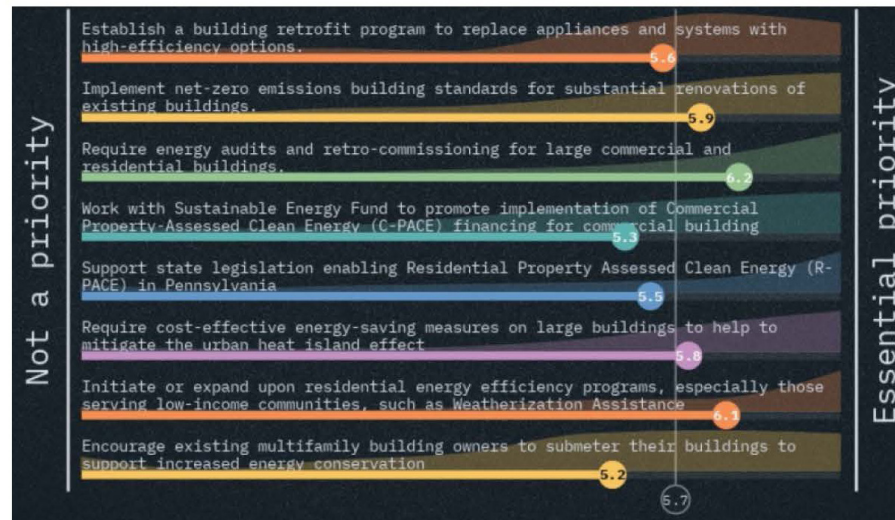 Not a priority
Establish a building retrofit program to replace appliances and systems with
high-efficiency options.
5.6
Implement net-zero emissions building standards for substantial renovations of
existing buildings.
5.9
Require energy audits and retro-commissioning for large commercial and
residential buildings.
6.2
Work with Sustainable Energy Fund to promote implementation of Commercial
Property-Assessed Clean Energy (C-PACE) financing for commercial building
5.3
Support state legislation enabling Residential Property Assessed Clean Energy (R-
PACE) in Pennsylvania
5.5
Require cost-effective energy-saving measures on large buildings to help to
mitigate the urban heat island effect
5.8
Initiate or expand upon residential energy efficiency programs, especially those
serving low-income communities, such as Weatherization Assistance
6.1
Encourage existing multifamily building owners to submeter their buildings to
support increased energy conservation
5.2
5.7
Essential priority